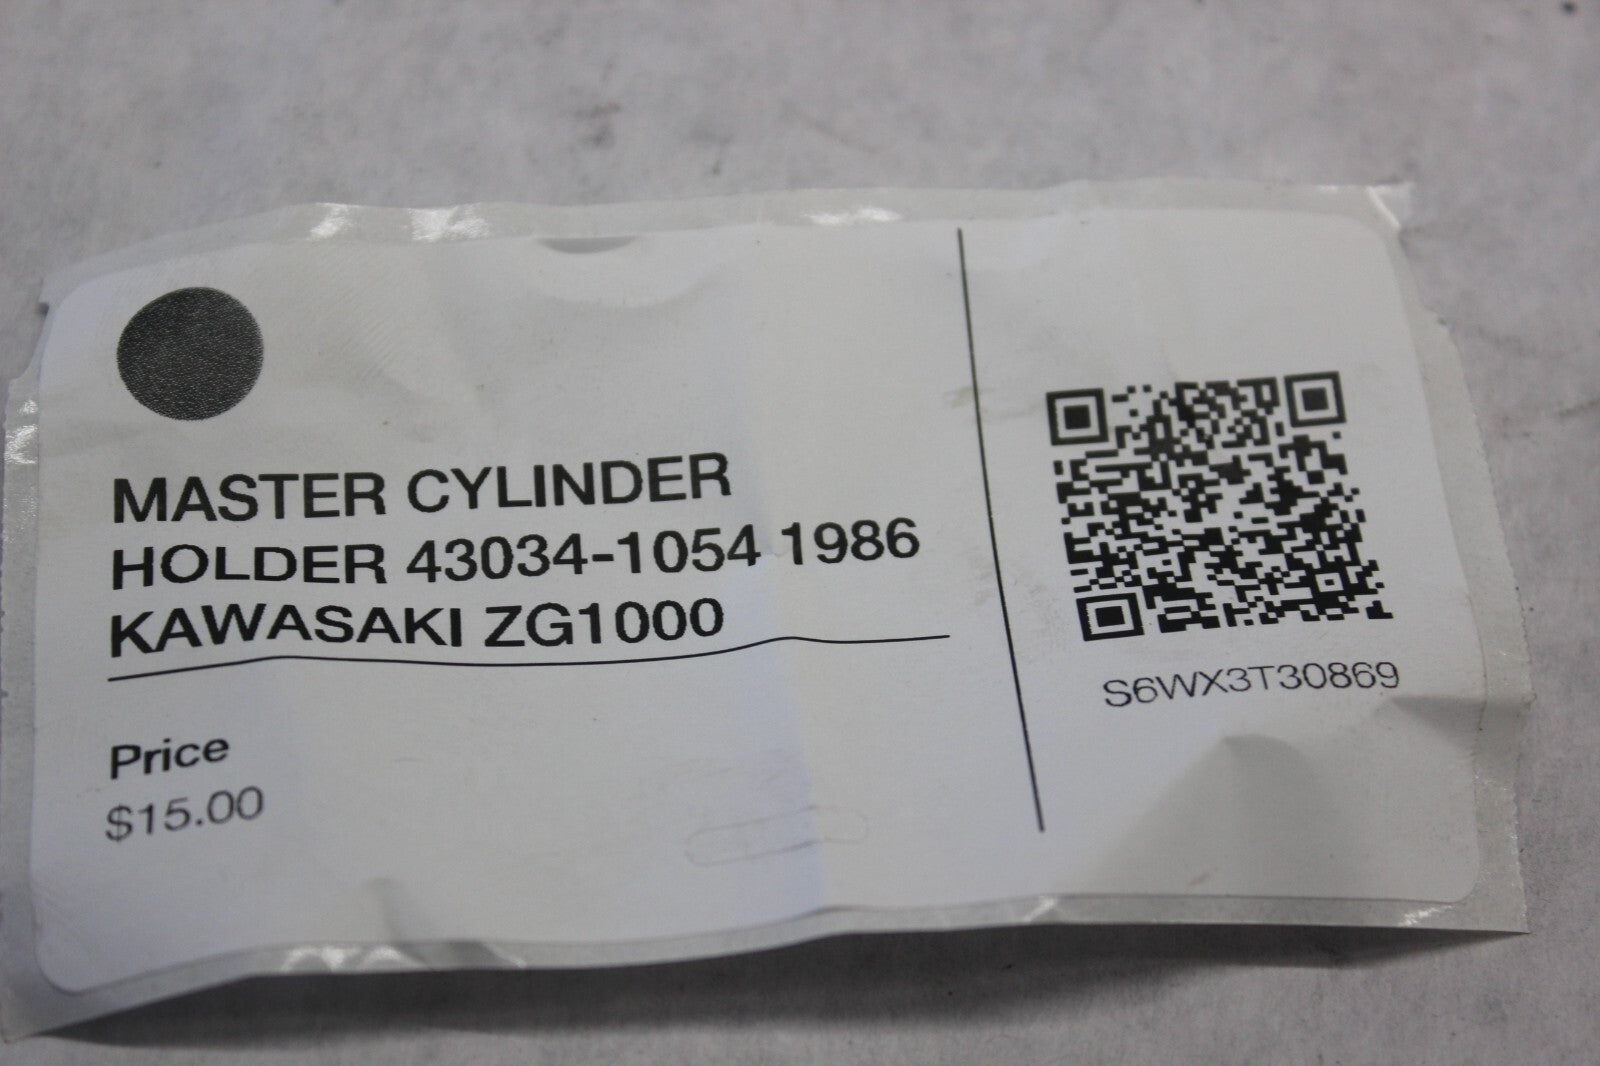 MASTER CYLINDER
HOLDER 43034-1054 1986
KAWASAKI ZG1000
Price
$15.00
S6WX3T30869